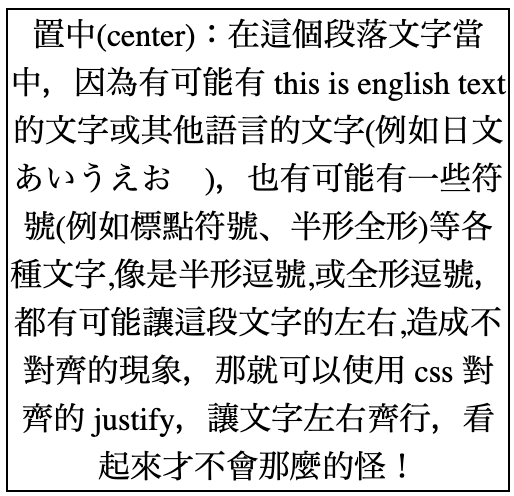 置中(center)：在這個段落文字當
中，因為有可能有 this is english text
的文字或其他語言的文字(例如日文
あいうえお　)，也有可能有一些符
號(例如標點符號、半形全形)等各
種文字,像是半形逗號,或全形逗號，
都有可能讓這段文字的左右,造成不
對齊的現象，那就可以使用 css 對
齊的 justify，讓文字左右齊行，看
起來才不會那麼的怪！